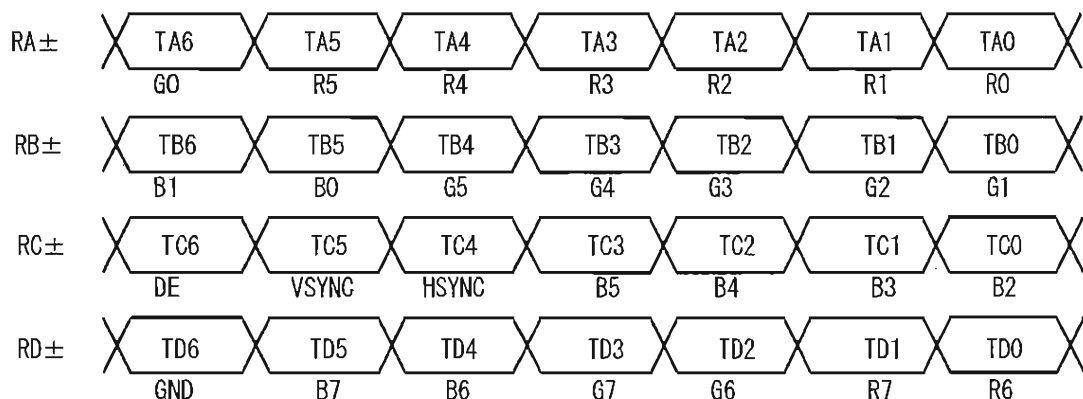 RA± TA6 TA5 TA4 TA3 TA2 TA1 TA0
G0 R5 R4 R3 R2 R1 R0
RB± TB6 TB5 TB4 TB3 TB2 TB1 TB0
B1 B0 G5 G4 G3 G2 G1
RC± TC6 TC5 TC4 TC3 TC2 TC1 TC0
DE VSYNC HSYNC B5 B4 B3 B2
RD± TD6 TD5 TD4 TD3 TD2 TD1 TD0
GND B7 B6 G7 G6 R7 R6